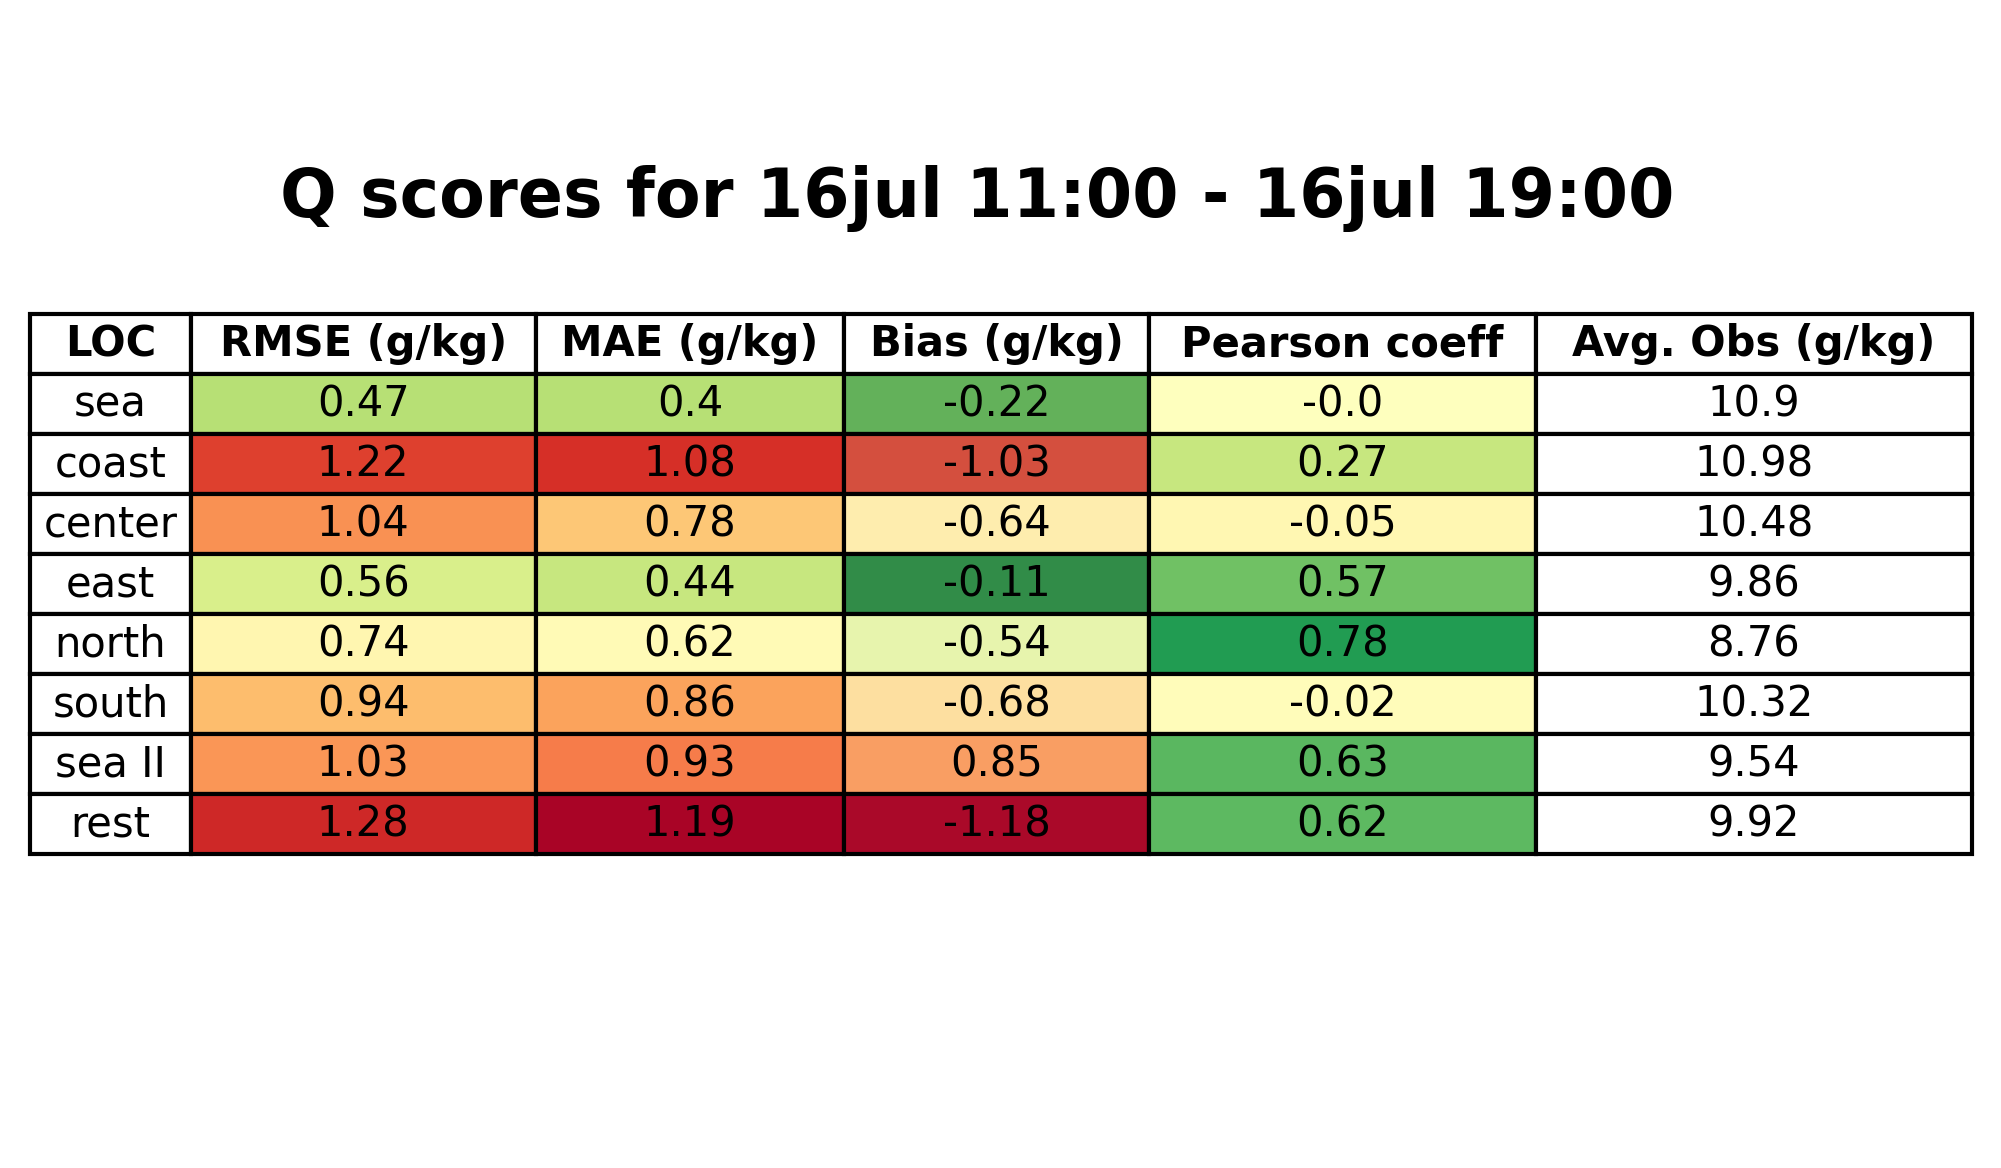 Q scores for 16jul 11:00 - 16jul 19:00
LOC RMSE (g/kg) MAE (g/kg) Bias (g/kg) Pearson coeff Avg. Obs (g/kg)
sea 0.47 0.4 -0.22 -0.0 10.9
coast 1.22 1.08 -1.03 0.27 10.98
center 1.04 0.78 -0.64 -0.05 10.48
east 0.56 0.44 -0.11 0.57 9.86
north 0.74 0.62 -0.54 0.78 8.76
south 0.94 0.86 -0.68 -0.02 10.32
sea II 1.03 0.93 0.85 0.63 9.54
rest 1.28 1.19 -1.18 0.62 9.92